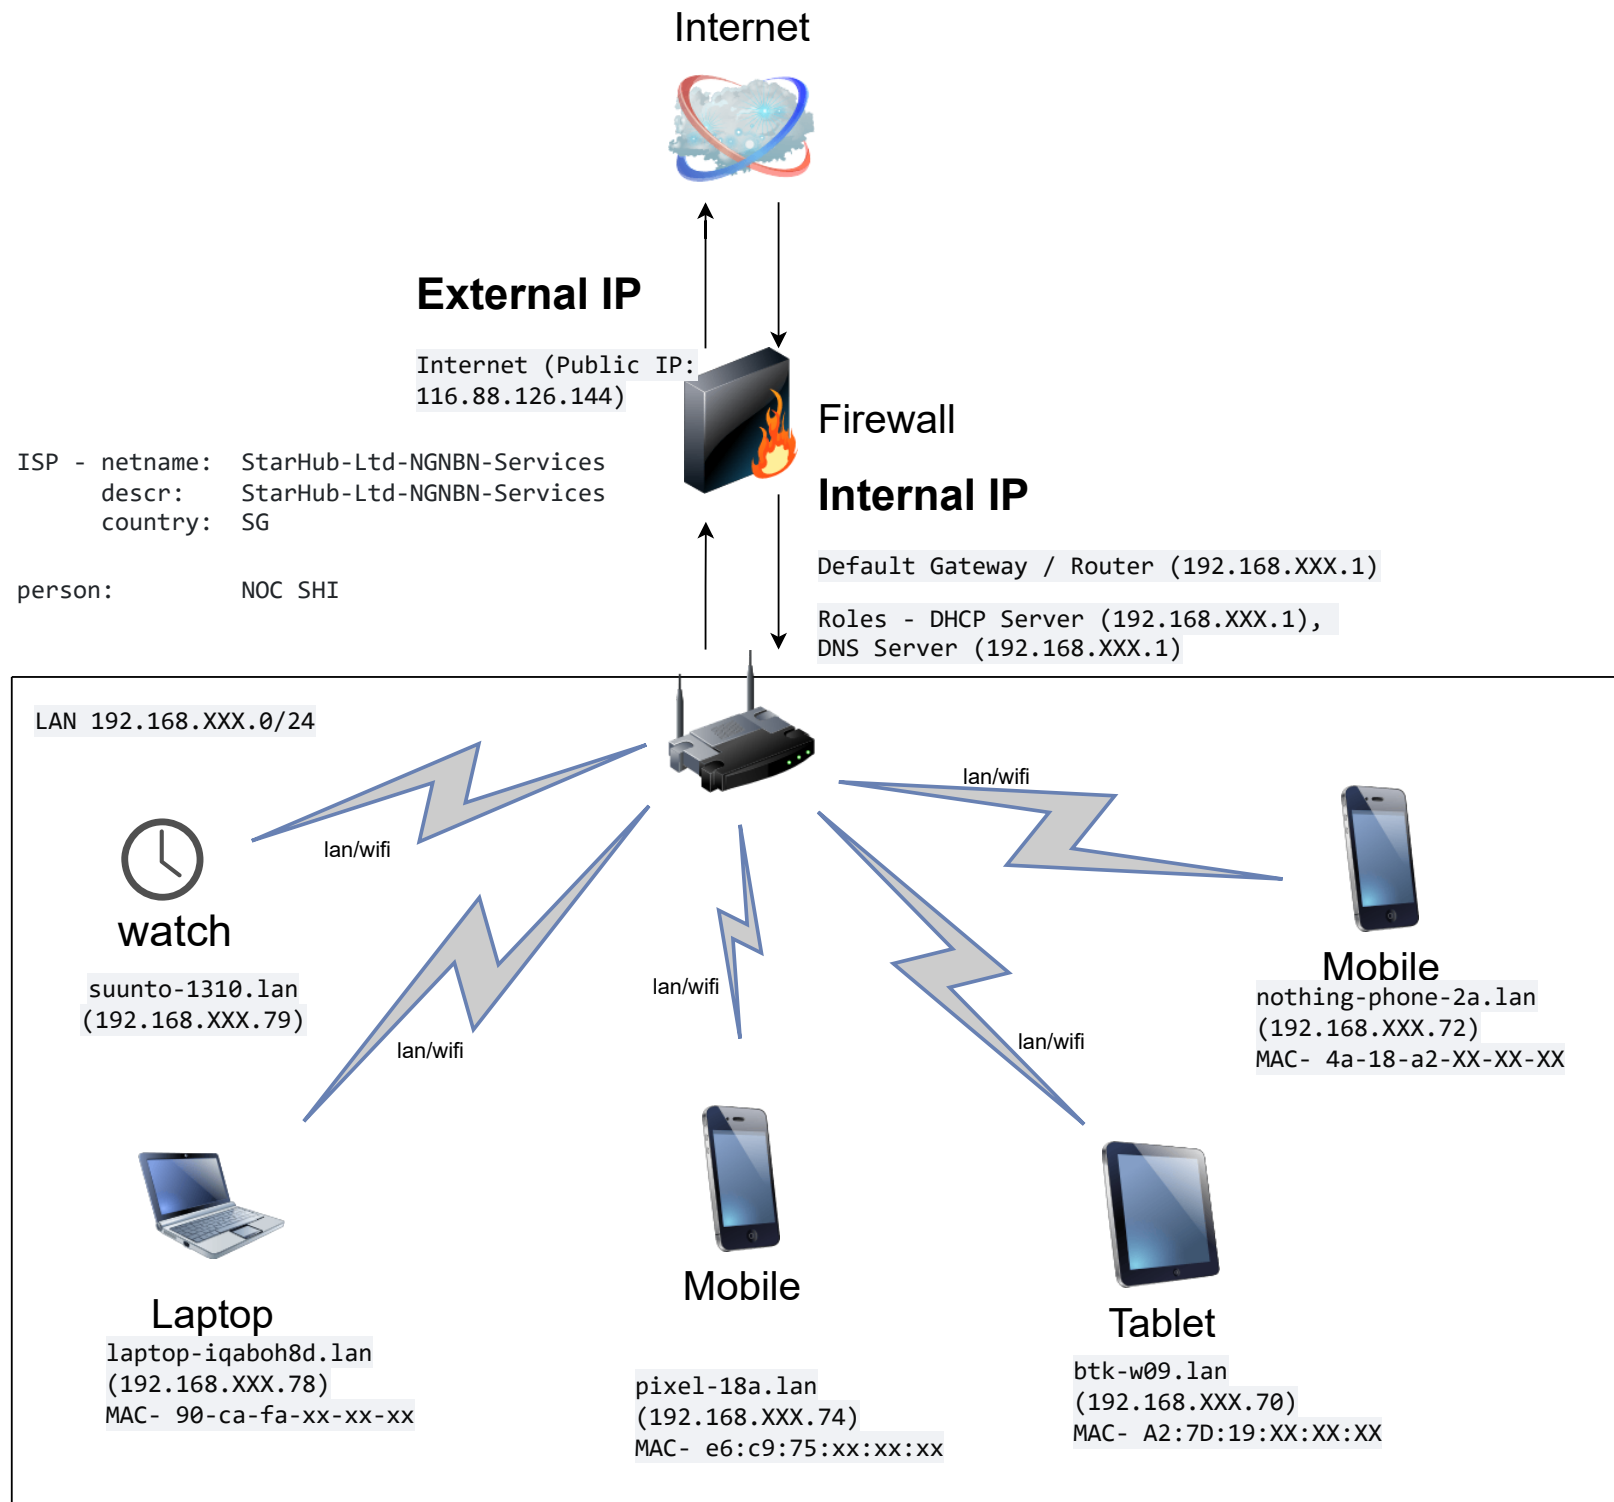 Internet
External IP
Internet (Public IP:
116.88.126.144)
Firewall
ISP - netname:  StarHub-Ltd-NGNBN-Services
descr:    StarHub-Ltd-NGNBN-Services
country:  SG
person:         NOC SHI
Internal IP
Default Gateway / Router (192.168.XXX.1)
Roles - DHCP Server (192.168.XXX.1),
DNS Server (192.168.XXX.1)
LAN 192.168.XXX.0/24
lan/wifi
lan/wifi
watch
suunto-1310.lan
(192.168.XXX.79)
lan/wifi
lan/wifi
lan/wifi
Mobile
nothing-phone-2a.lan
(192.168.XXX.72)
MAC- 4a-18-a2-XX-XX-XX
Laptop
laptop-iqaboh8d.lan
(192.168.XXX.78)
MAC- 90-ca-fa-xx-xx-xx
Mobile
pixel-18a.lan
(192.168.XXX.74)
MAC- e6:c9:75:xx:xx:xx
Tablet
btk-w09.lan
(192.168.XXX.70)
MAC- A2:7D:19:XX:XX:XX